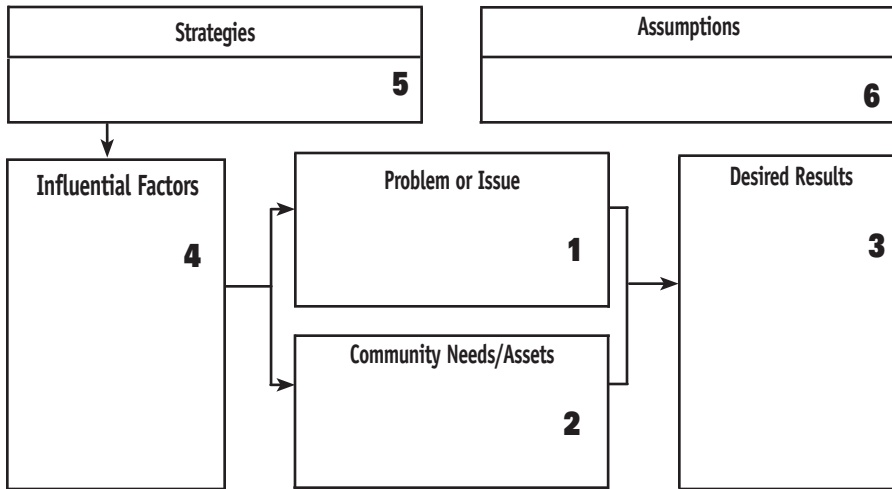 Strategies
5
Assumptions
6
Influential Factors
4
Problem or Issue
1
Community Needs/Assets
2
Desired Results
3